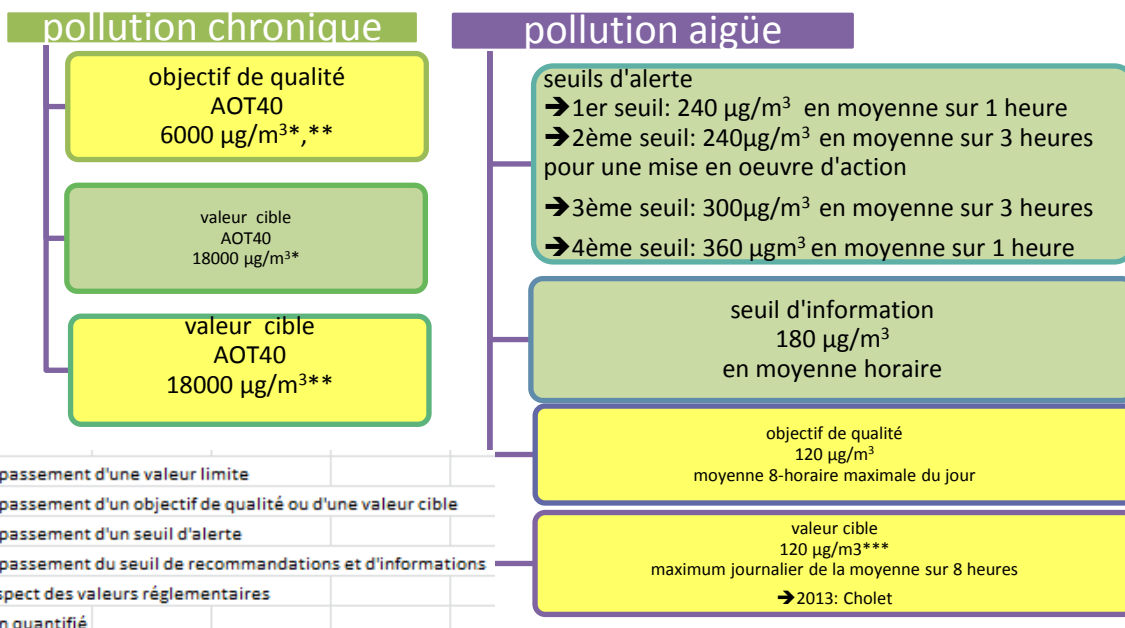 pollution chronique
objectif de qualité
AOT40
6000 µg/m³*,**
valeur cible
AOT40
18000 µg/m³*
valeur cible
AOT40
18000 µg/m³**
pollution aigüe
seuils d'alerte
➔1er seuil: 240 µg/m³ en moyenne sur 1 heure
➔2ème seuil: 240µg/m³ en moyenne sur 3 heures
pour une mise en oeuvre d'action
➔3ème seuil: 300µg/m³ en moyenne sur 3 heures
➔4ème seuil: 360 µgm³ en moyenne sur 1 heure
seuil d'information
180 µg/m³
en moyenne horaire
objectif de qualité
120 µg/m³
moyenne 8-horaire maximale du jour
valeur cible
120 µg/m3***
maximum journalier de la moyenne sur 8 heures
➔2013: Cholet
passement d'une valeur limite
passement d'un objectif de qualité ou d'une valeur cible
passement d'un seuil d'alerte
passement du seuil de recommandations et d'informations
spect des valeurs réglementaires
n quantifié